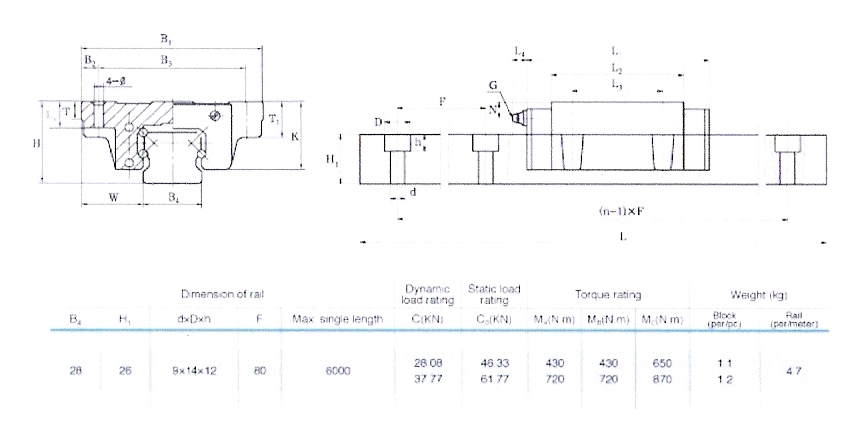 B₁
B₂
B₃
4-Ø
T
T₁
K
H
W
B₄
L₄
L
L₂
L₃
G
F
N
D
h
H₁
d
(n-1)×F
L
Dimension of rail
Dynamic load rating
Static load rating
Torque rating
Weight (kg)
B₄
H₁
d×D×h
F
Max. single length
C(KN)
C₀(KN)
Mₐ(N·m)
Block (per/pc)
Rail (per/meter)
28
26
9×14×12
80
6000
28.08
46.33
430
430
650
1.1
4.7
37.77
61.77
720
720
870
1.2